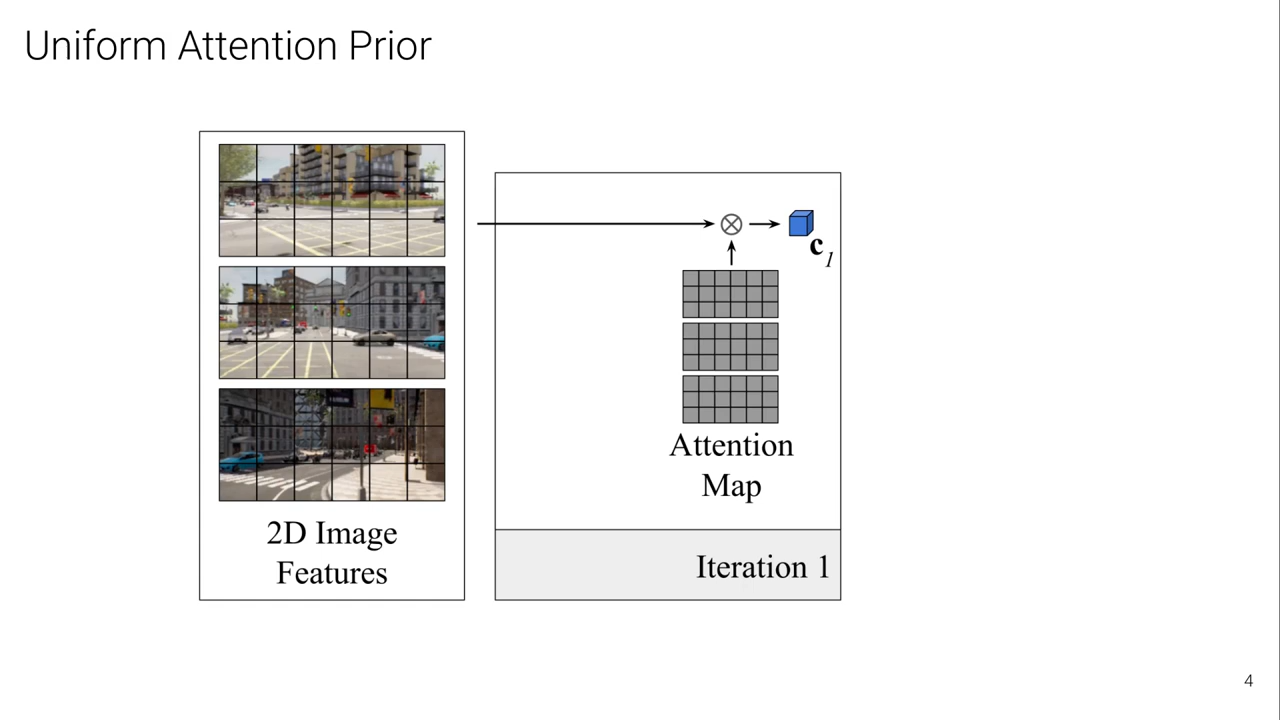 Uniform Attention Prior
2D Image
Features
c1
Attention
Map
Iteration 1
4